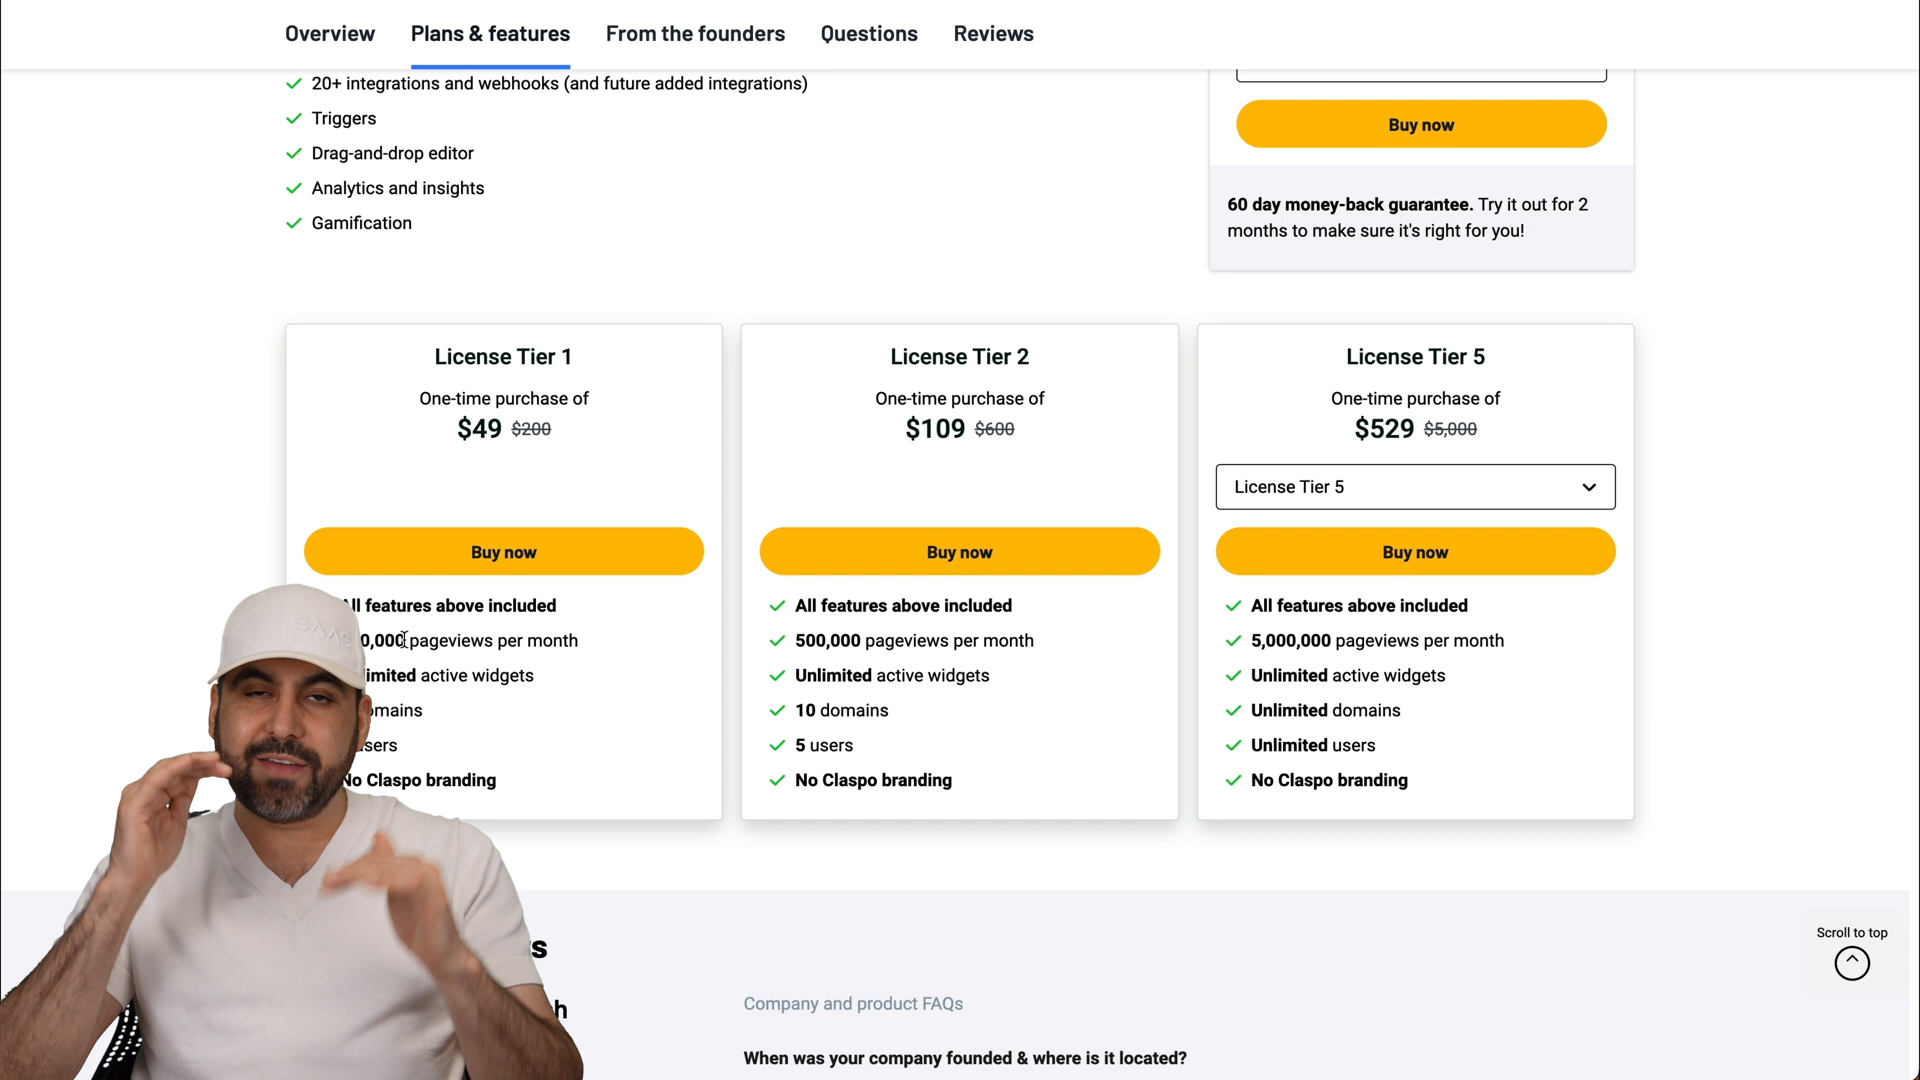 Overview Plans & features From the founders Questions Reviews
20+ integrations and webhooks (and future added integrations)
Triggers
Drag-and-drop editor
Analytics and insights
Gamification
Buy now
60 day money-back guarantee. Try it out for 2
months to make sure it's right for you!
License Tier 1
One-time purchase of
$49 $200
Buy now
features above included
pageviews per month
active widgets
No Claspo branding
License Tier 2
One-time purchase of
$109 $600
Buy now
All features above included
500,000 pageviews per month
Unlimited active widgets
10 domains
5 users
No Claspo branding
License Tier 5
One-time purchase of
$529 $5,000
License Tier 5
Buy now
All features above included
5,000,000 pageviews per month
Unlimited active widgets
Unlimited domains
Unlimited users
No Claspo branding
Scroll to top
Company and product FAQs
When was your company founded & where is it located?